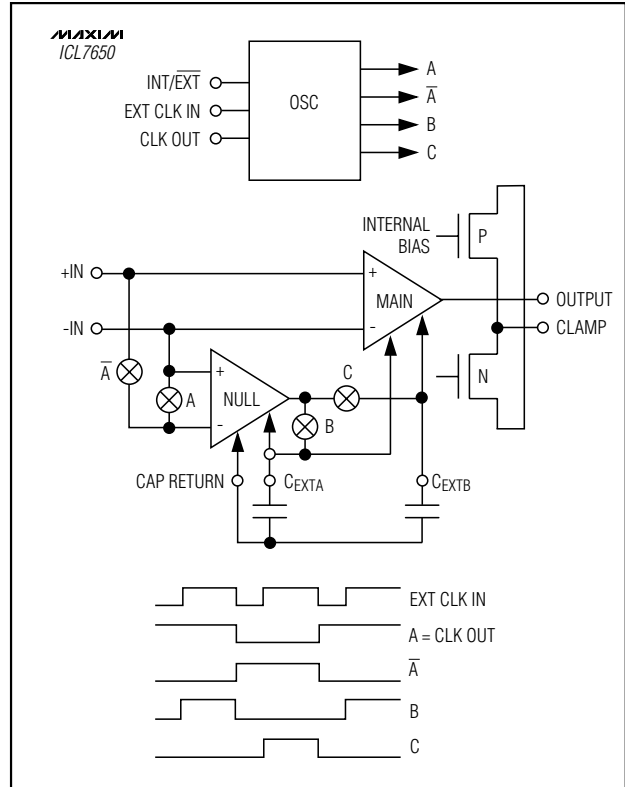 MAXIM
ICL7650
INT/E̅X̅T̅
EXT CLK IN
CLK OUT
OSC
A
A̅
B
C
INTERNAL
BIAS
P
+IN
-IN
+
-
MAIN
OUTPUT
CLAMP
N
A̅
A
+
-
NULL
C
B
CAP RETURN
CEXTA
CEXTB
EXT CLK IN
A = CLK OUT
A̅
B
C